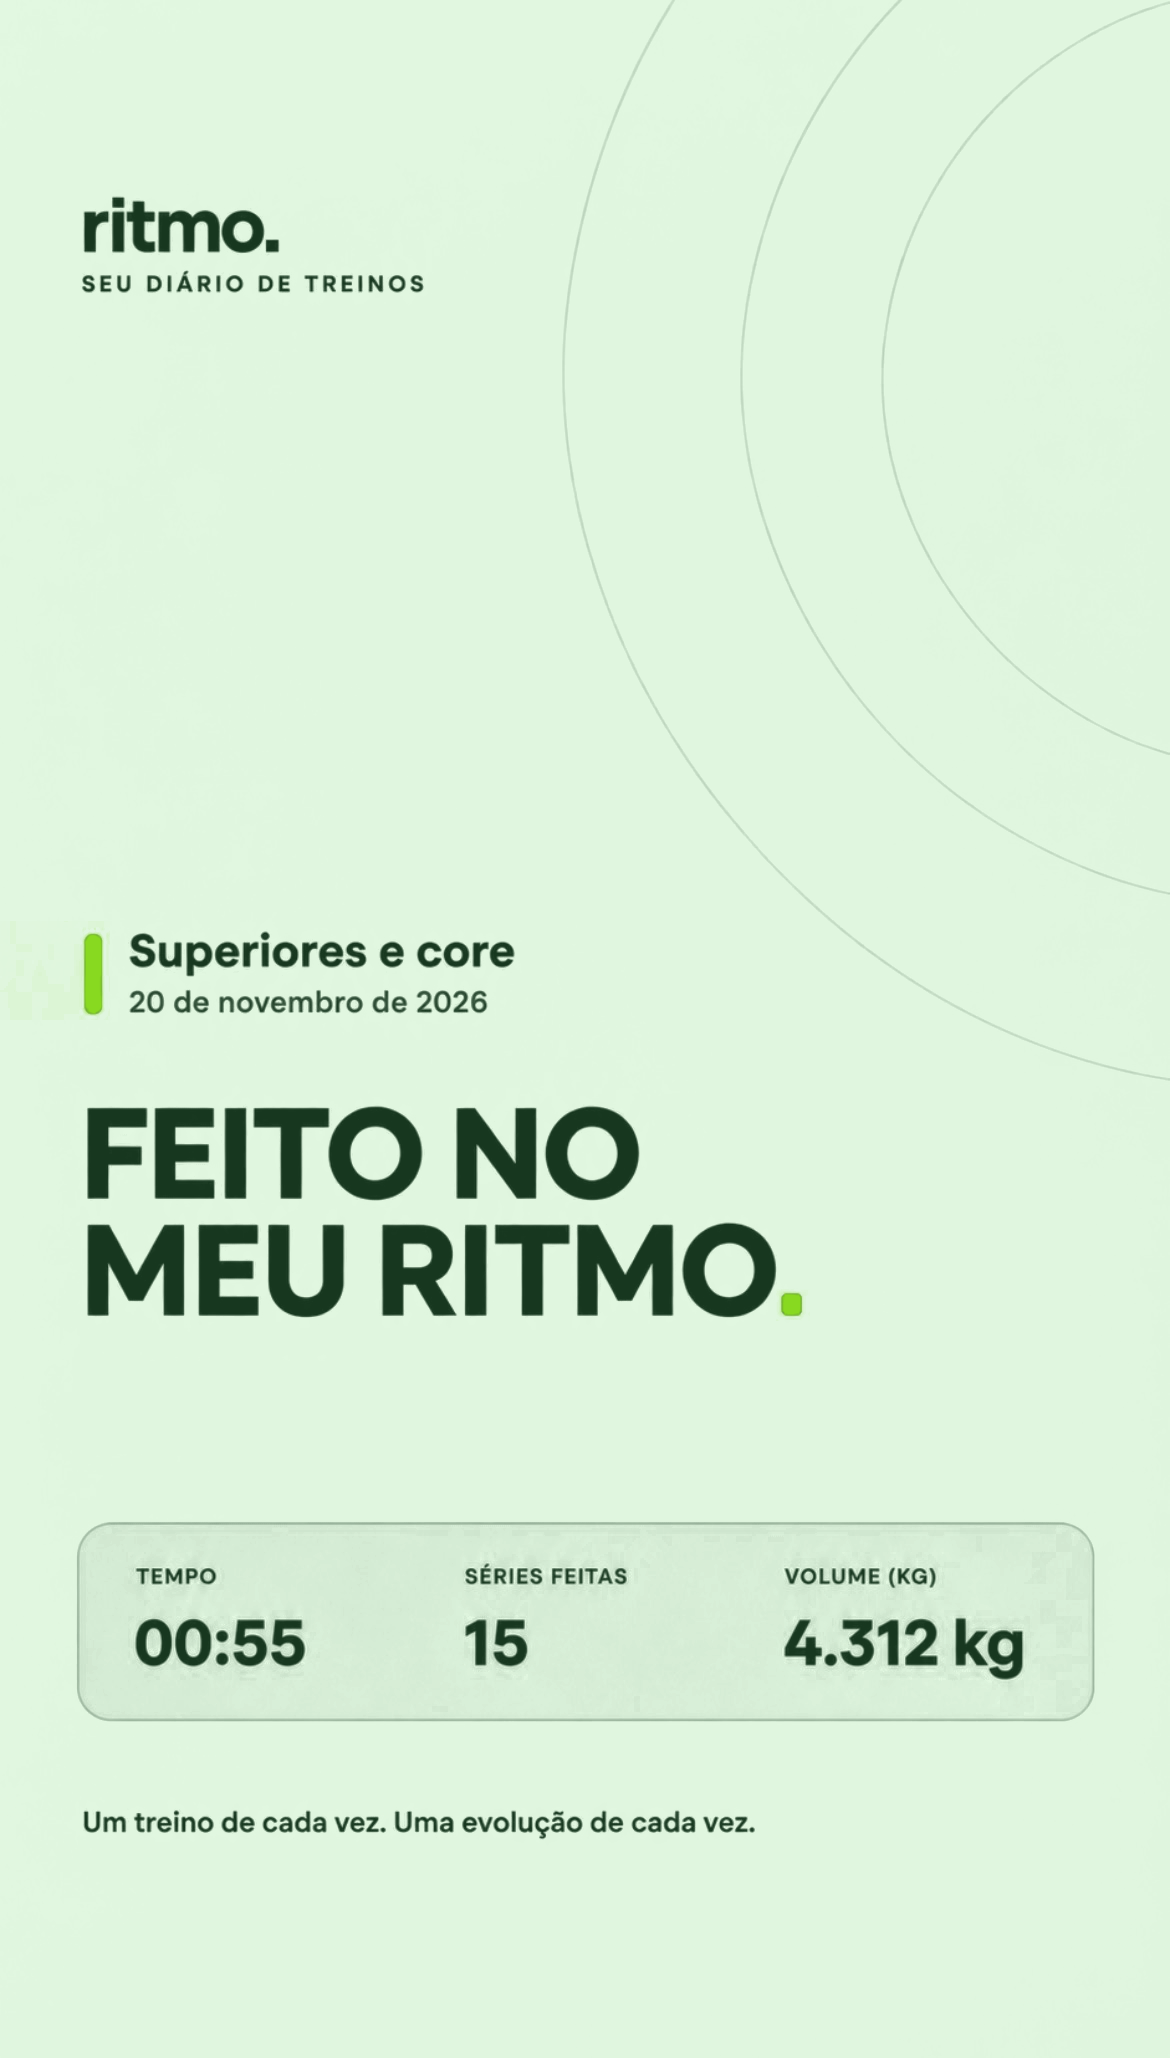 ritmo.
SEU DIÁRIO DE TREINOS
Superiores e core
20 de novembro de 2026
FEITO NO
MEU RITMO.
TEMPO
00:55
SÉRIES FEITAS
15
VOLUME (KG)
4.312 kg
Um treino de cada vez. Uma evolução de cada vez.